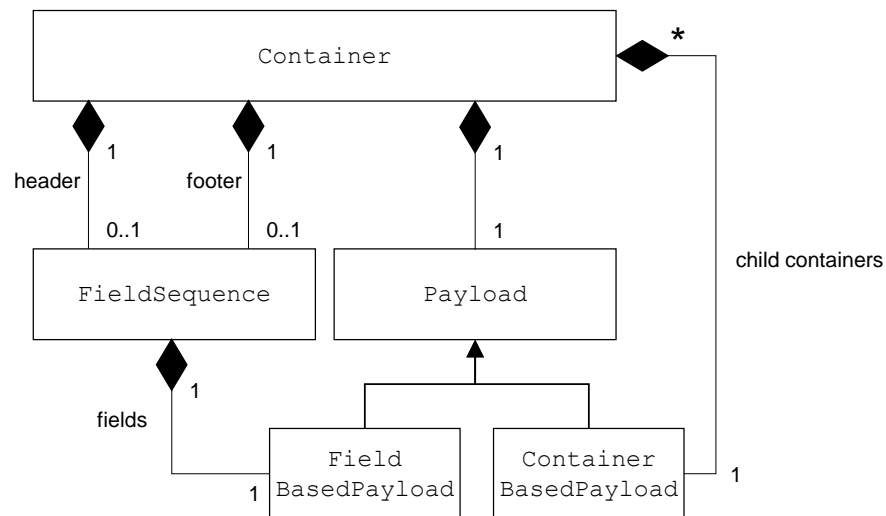 *
Container
1
1
1
header
footer
0..1
0..1
1
child containers
FieldSequence
Payload
1
fields
Field
BasedPayload
Container
BasedPayload
1
1